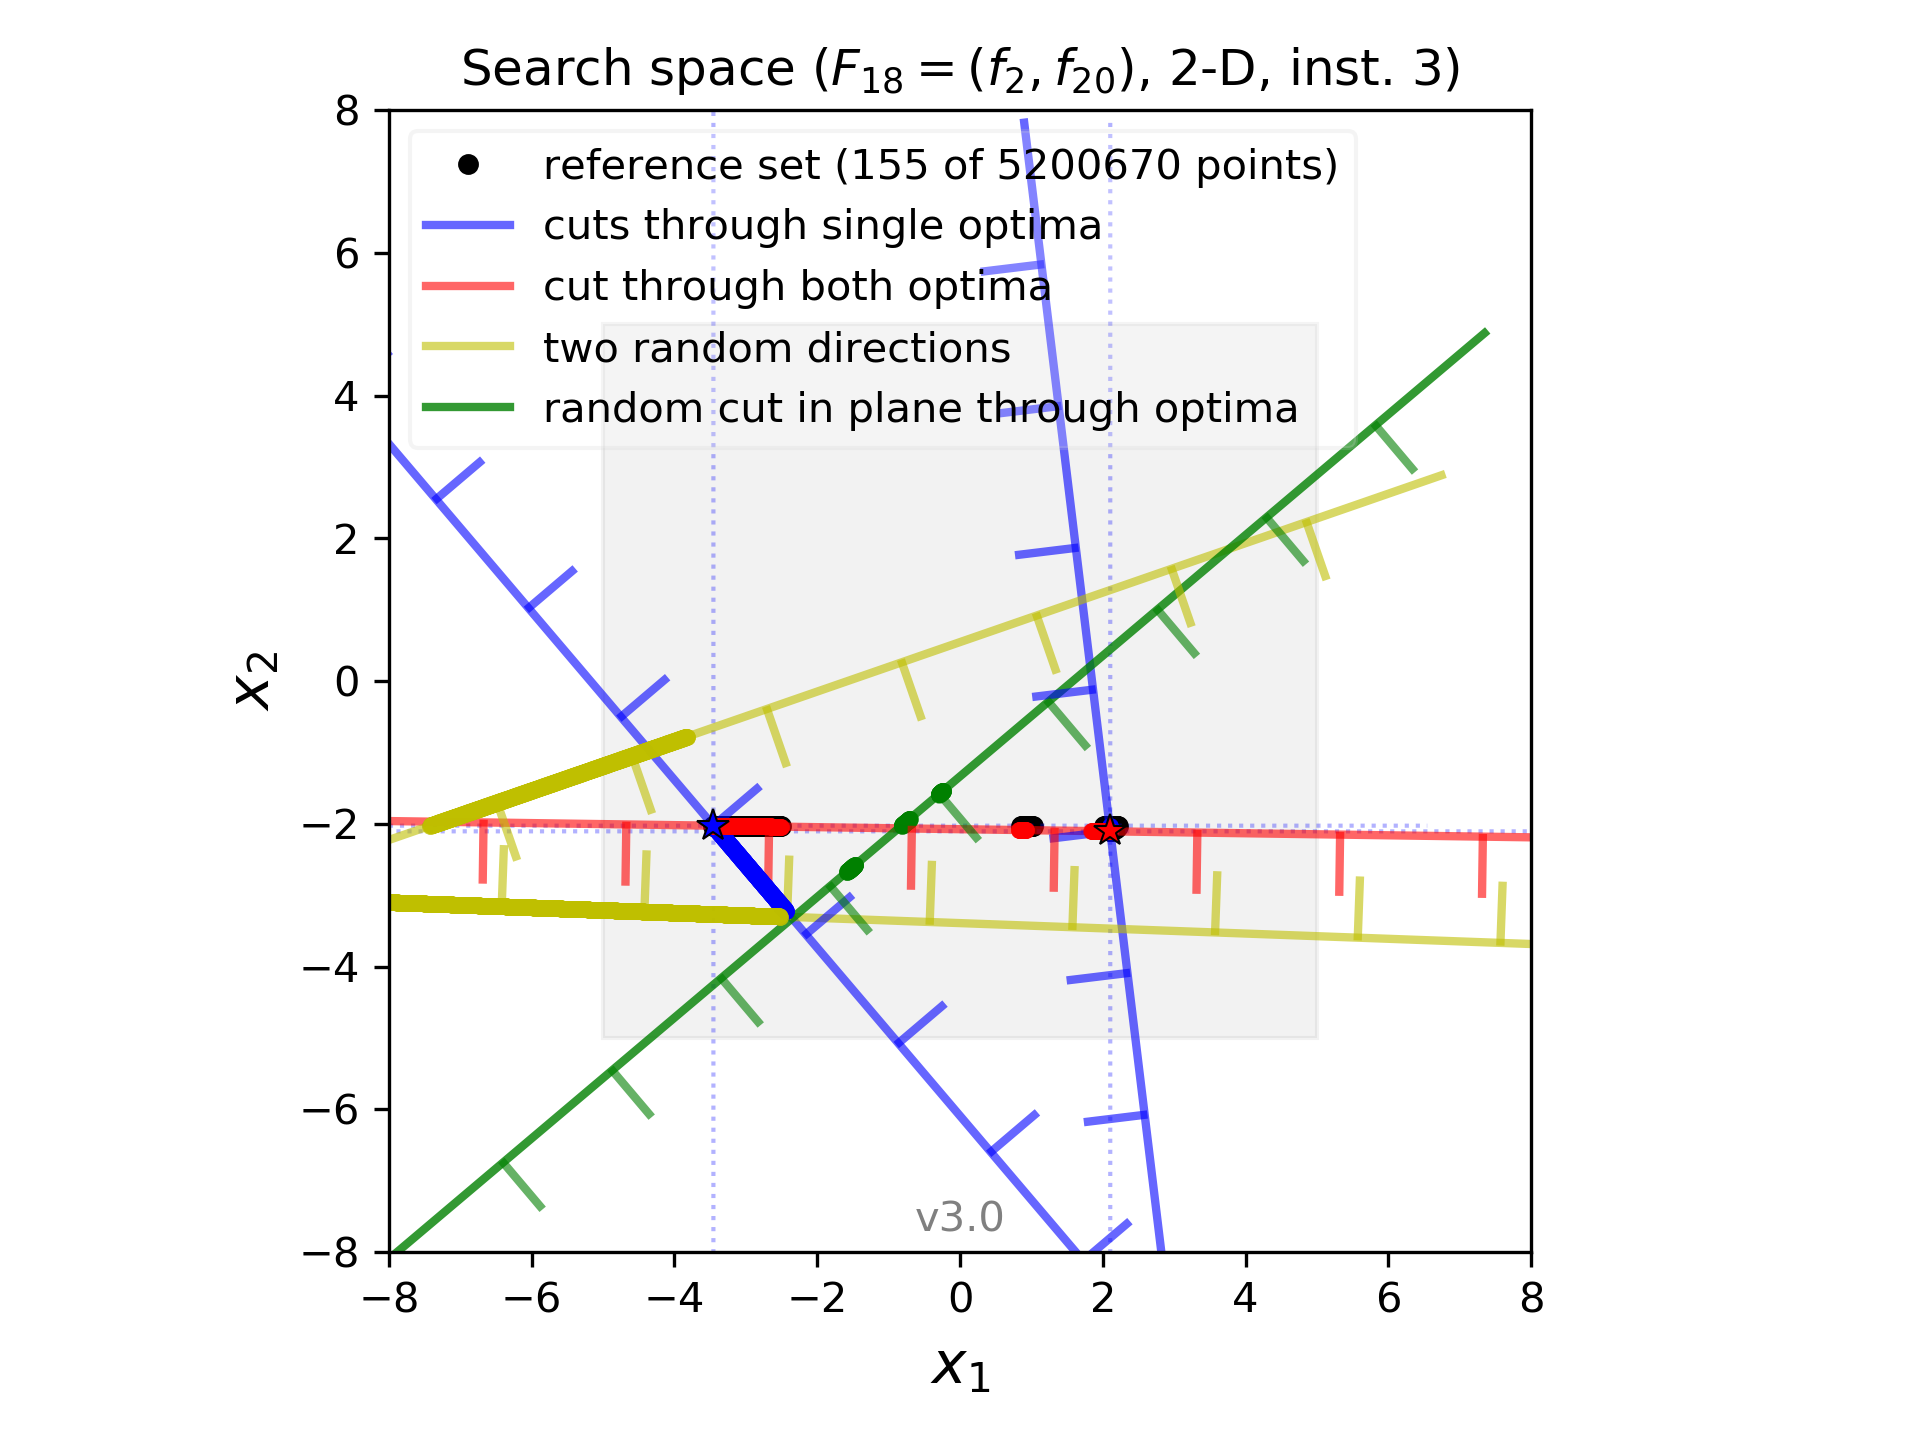 Search space (F18 = (f2, f20), 2-D, inst. 3)
reference set (155 of 5200670 points)
cuts through single optima
cut through both optima
two random directions
random cut in plane through optima
8
6
4
2
0
−2
−4
−6
−8
x2
v3.0
−8 −6 −4 −2 0 2 4 6 8
x1